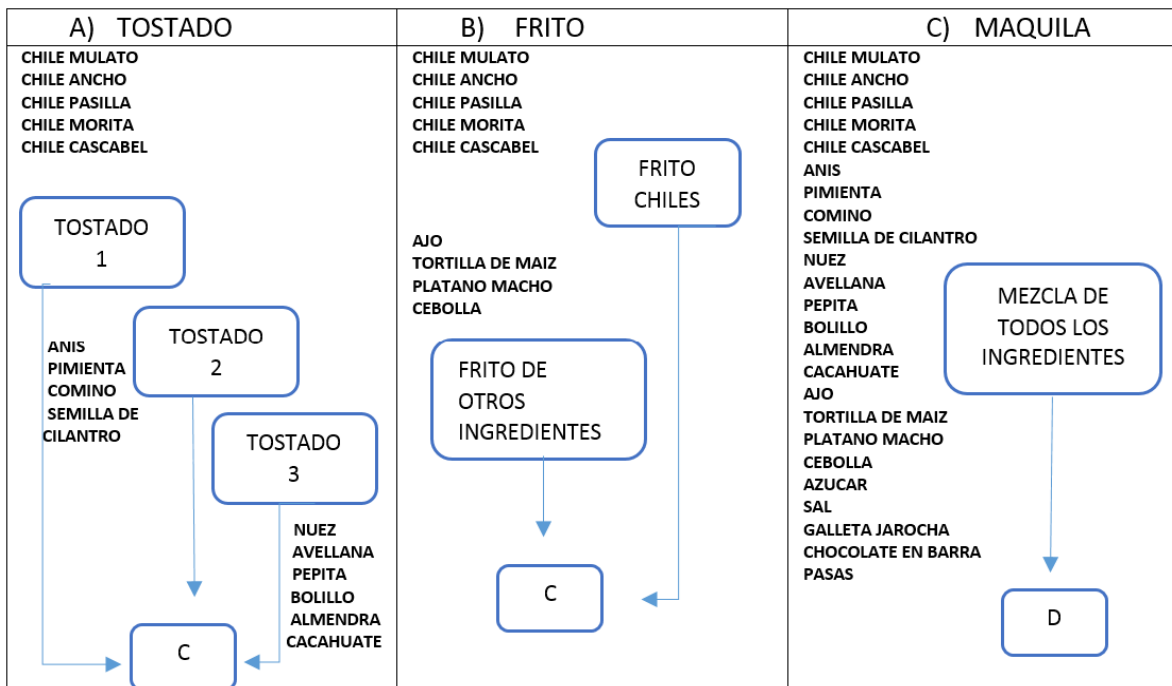 A) TOSTADO
CHILE MULATO
CHILE ANCHO
CHILE PASILLA
CHILE MORITA
CHILE CASCABEL
TOSTADO
1
ANIS
PIMIENTA
COMINO
SEMILLA DE
CILANTRO
TOSTADO
2
TOSTADO
3
NUEZ
AVELLANA
PEPITA
BOLILLO
ALMENDRA
CACAHUATE
C
B) FRITO
CHILE MULATO
CHILE ANCHO
CHILE PASILLA
CHILE MORITA
CHILE CASCABEL
FRITO
CHILES
AJO
TORTILLA DE MAIZ
PLATANO MACHO
CEBOLLA
FRITO DE
OTROS
INGREDIENTES
C
C) MAQUILA
CHILE MULATO
CHILE ANCHO
CHILE PASILLA
CHILE MORITA
CHILE CASCABEL
ANIS
PIMIENTA
COMINO
SEMILLA DE CILANTRO
NUEZ
AVELLANA
PEPITA
BOLILLO
ALMENDRA
CACAHUATE
AJO
TORTILLA DE MAIZ
PLATANO MACHO
CEBOLLA
AZUCAR
SAL
GALLETA JAROCHA
CHOCOLATE EN BARRA
PASAS
MEZCLA DE
TODOS LOS
INGREDIENTES
D